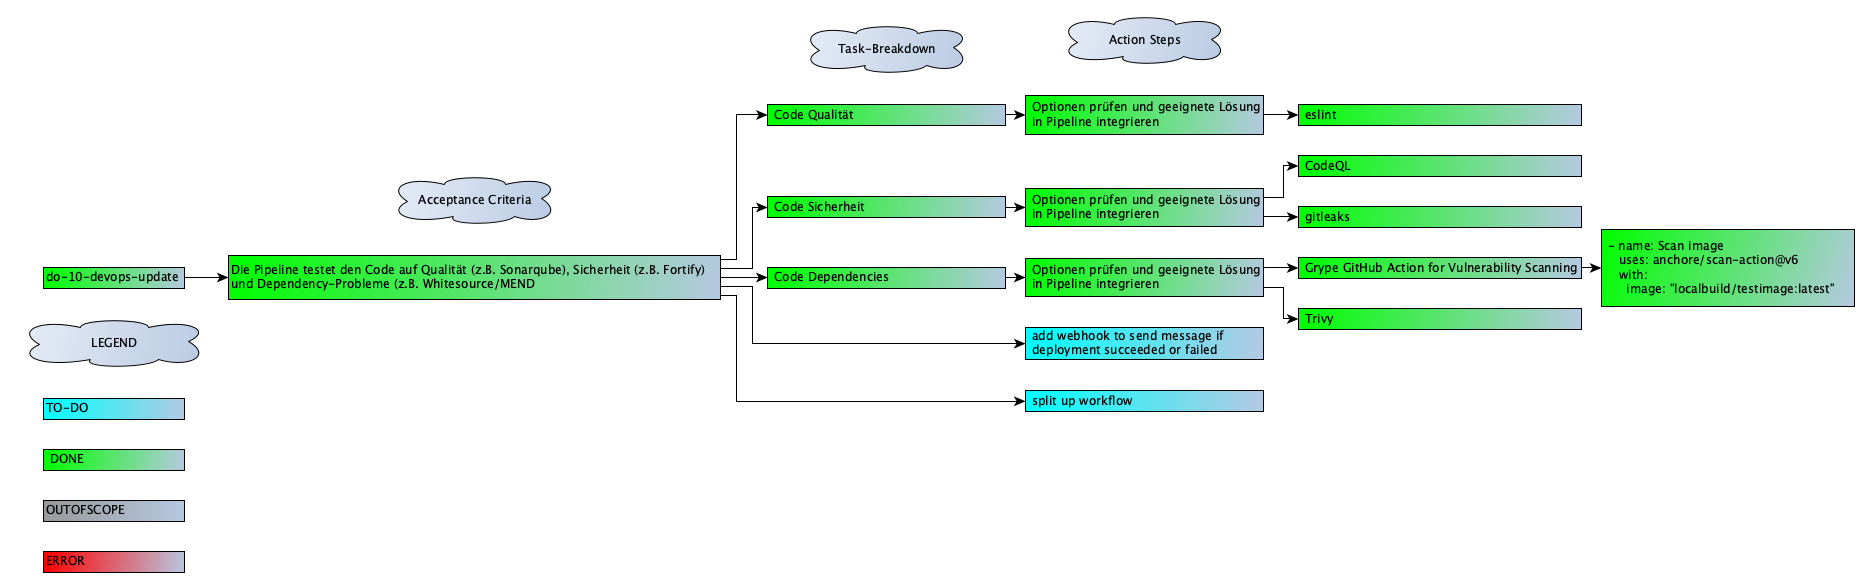 Task-Breakdown
Action Steps
Code Qualität
Optionen prüfen und geeignete Lösung
in Pipeline integrieren
eslint
CodeQL
Acceptance Criteria
Code Sicherheit
Optionen prüfen und geeignete Lösung
in Pipeline integrieren
gitleaks
do-10-devops-update
Die Pipeline testet den Code auf Qualität (z.B. Sonarqube), Sicherheit (z.B. Fortify)
und Dependency-Probleme (z.B. Whitesource/MEND
Code Dependencies
Optionen prüfen und geeignete Lösung
in Pipeline integrieren
Grype GitHub Action for Vulnerability Scanning
- name: Scan image
uses: anchore/scan-action@v6
with:
image: "localbuild/testimage:latest"
Trivy
add webhook to send message if
deployment succeeded or failed
split up workflow
LEGEND
TO-DO
DONE
OUTOFSCOPE
ERROR